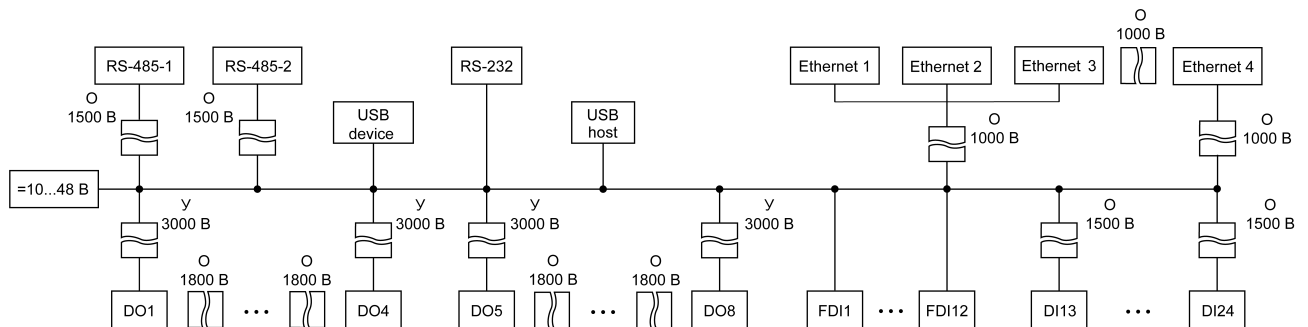 О
1000 В
RS-485-1
RS-485-2
RS-232
Ethernet 1
Ethernet 2
Ethernet 3
Ethernet 4
О
1500 В
О
1500 В
USB
device
USB
host
О
1000 В
О
1000 В
=10...48 В
У
3000 В
У
3000 В
У
3000 В
У
3000 В
О
1500 В
О
1500 В
О
1800 В
О
1800 В
О
1800 В
О
1800 В
DO1
...
DO4
DO5
...
DO8
FDI1
...
FDI12
DI13
...
DI24